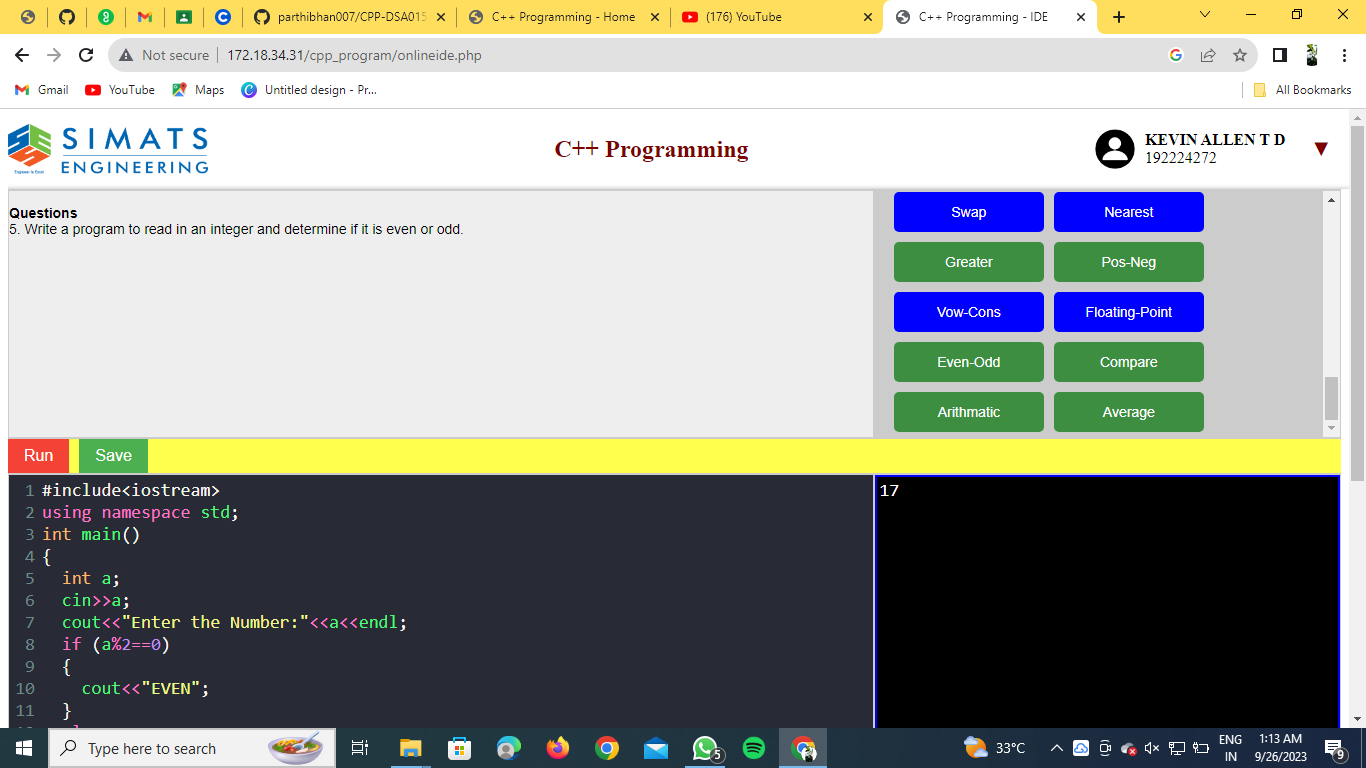 parthibhan007/CPP-DSA015
C++ Programming - Home
(176) YouTube
C++ Programming - IDE
Not secure
172.18.34.31/cpp_program/onlineide.php
Gmail
YouTube
Maps
Untitled design - Pr...
All Bookmarks
SIMATS
ENGINEERING
Engineer to Excel
C++ Programming
KEVIN ALLEN T D
192224272
Questions
5. Write a program to read in an integer and determine if it is even or odd.
Swap
Nearest
Greater
Pos-Neg
Vow-Cons
Floating-Point
Even-Odd
Compare
Arithmatic
Average
Run
Save
1 #include<iostream>
2 using namespace std;
3 int main()
4 {
5 int a;
6 cin>>a;
7 cout<<"Enter the Number:"<<a<<endl;
8 if (a%2==0)
9 {
10 cout<<"EVEN";
11 }
17
Type here to search
5
33°C
ENG
IN
1:13 AM
9/26/2023
9